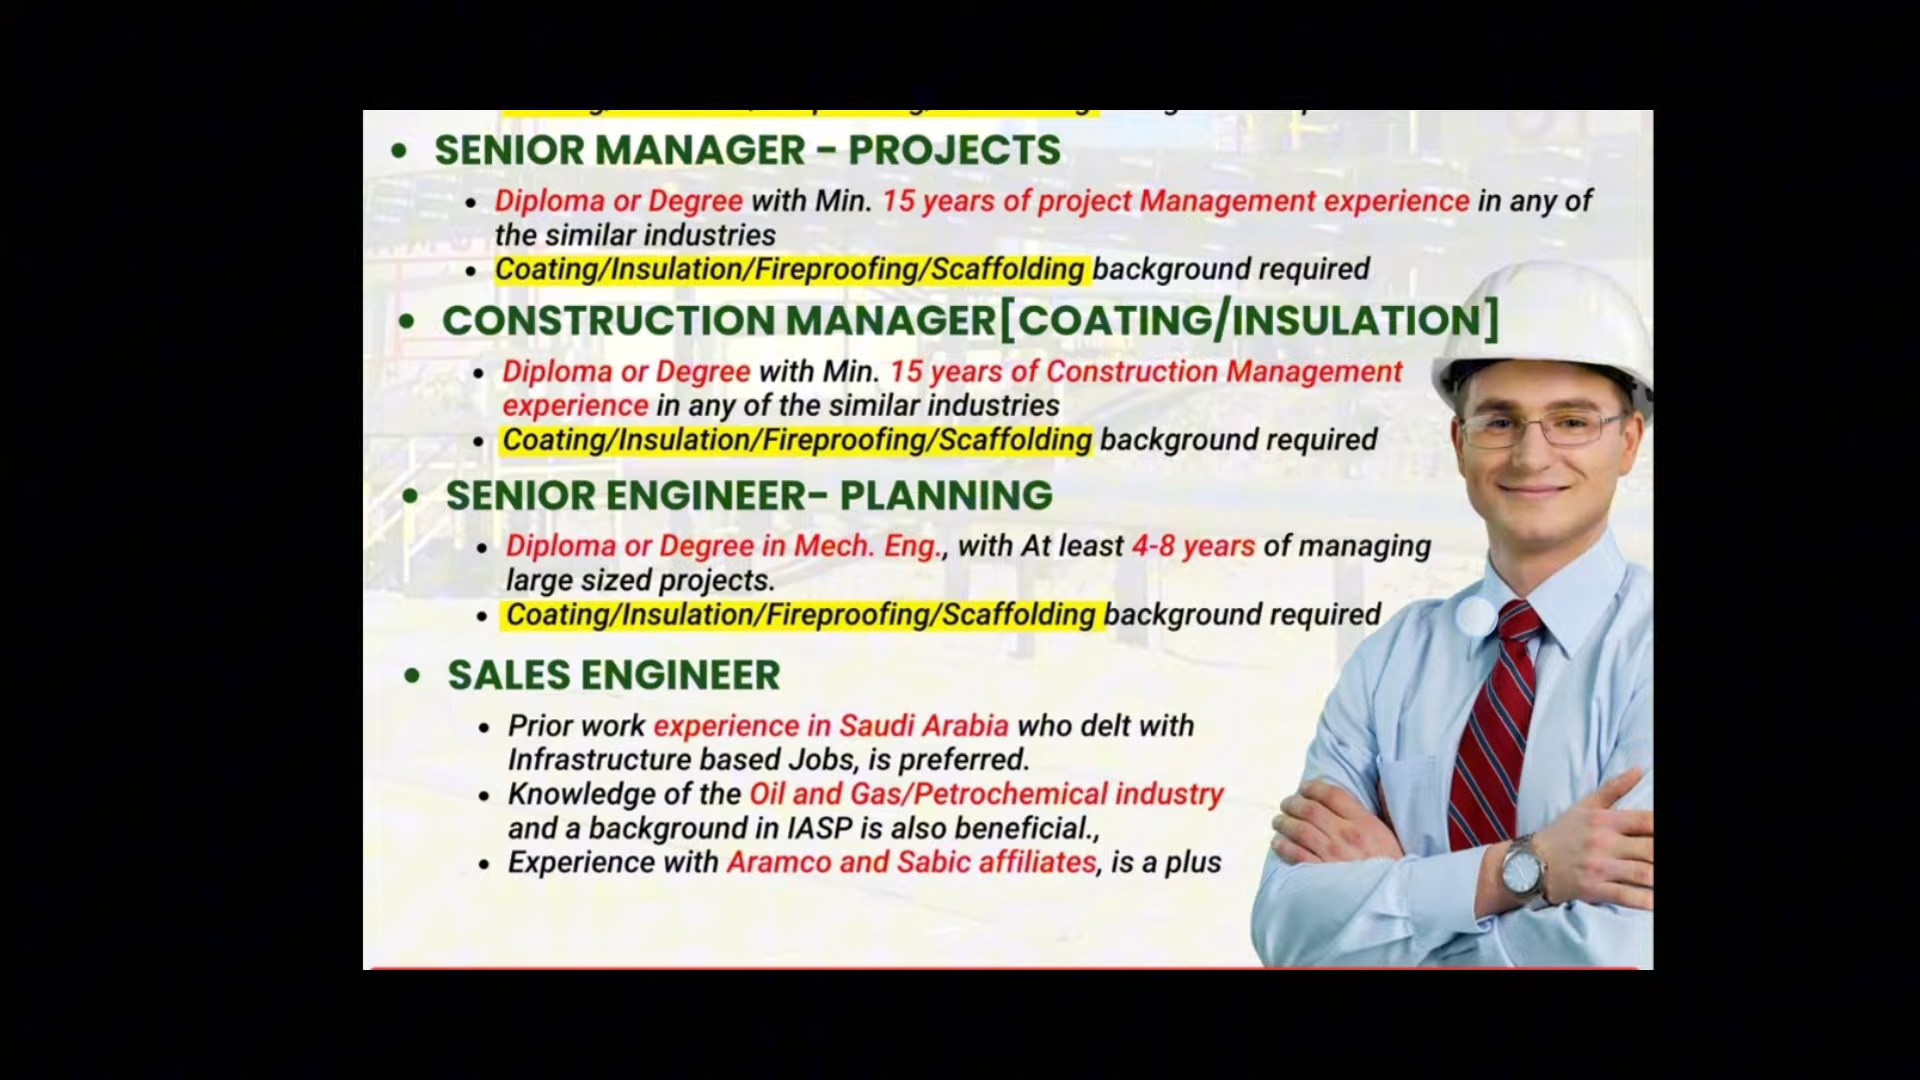 • SENIOR MANAGER - PROJECTS
• Diploma or Degree with Min. 15 years of project Management experience in any of
the similar industries
• Coating/Insulation/Fireproofing/Scaffolding background required
• CONSTRUCTION MANAGER[COATING/INSULATION]
• Diploma or Degree with Min. 15 years of Construction Management
experience in any of the similar industries
• Coating/Insulation/Fireproofing/Scaffolding background required
• SENIOR ENGINEER- PLANNING
• Diploma or Degree in Mech. Eng., with At least 4-8 years of managing
large sized projects.
• Coating/Insulation/Fireproofing/Scaffolding background required
• SALES ENGINEER
• Prior work experience in Saudi Arabia who delt with
Infrastructure based Jobs, is preferred.
• Knowledge of the Oil and Gas/Petrochemical industry
and a background in IASP is also beneficial.,
• Experience with Aramco and Sabic affiliates, is a plus